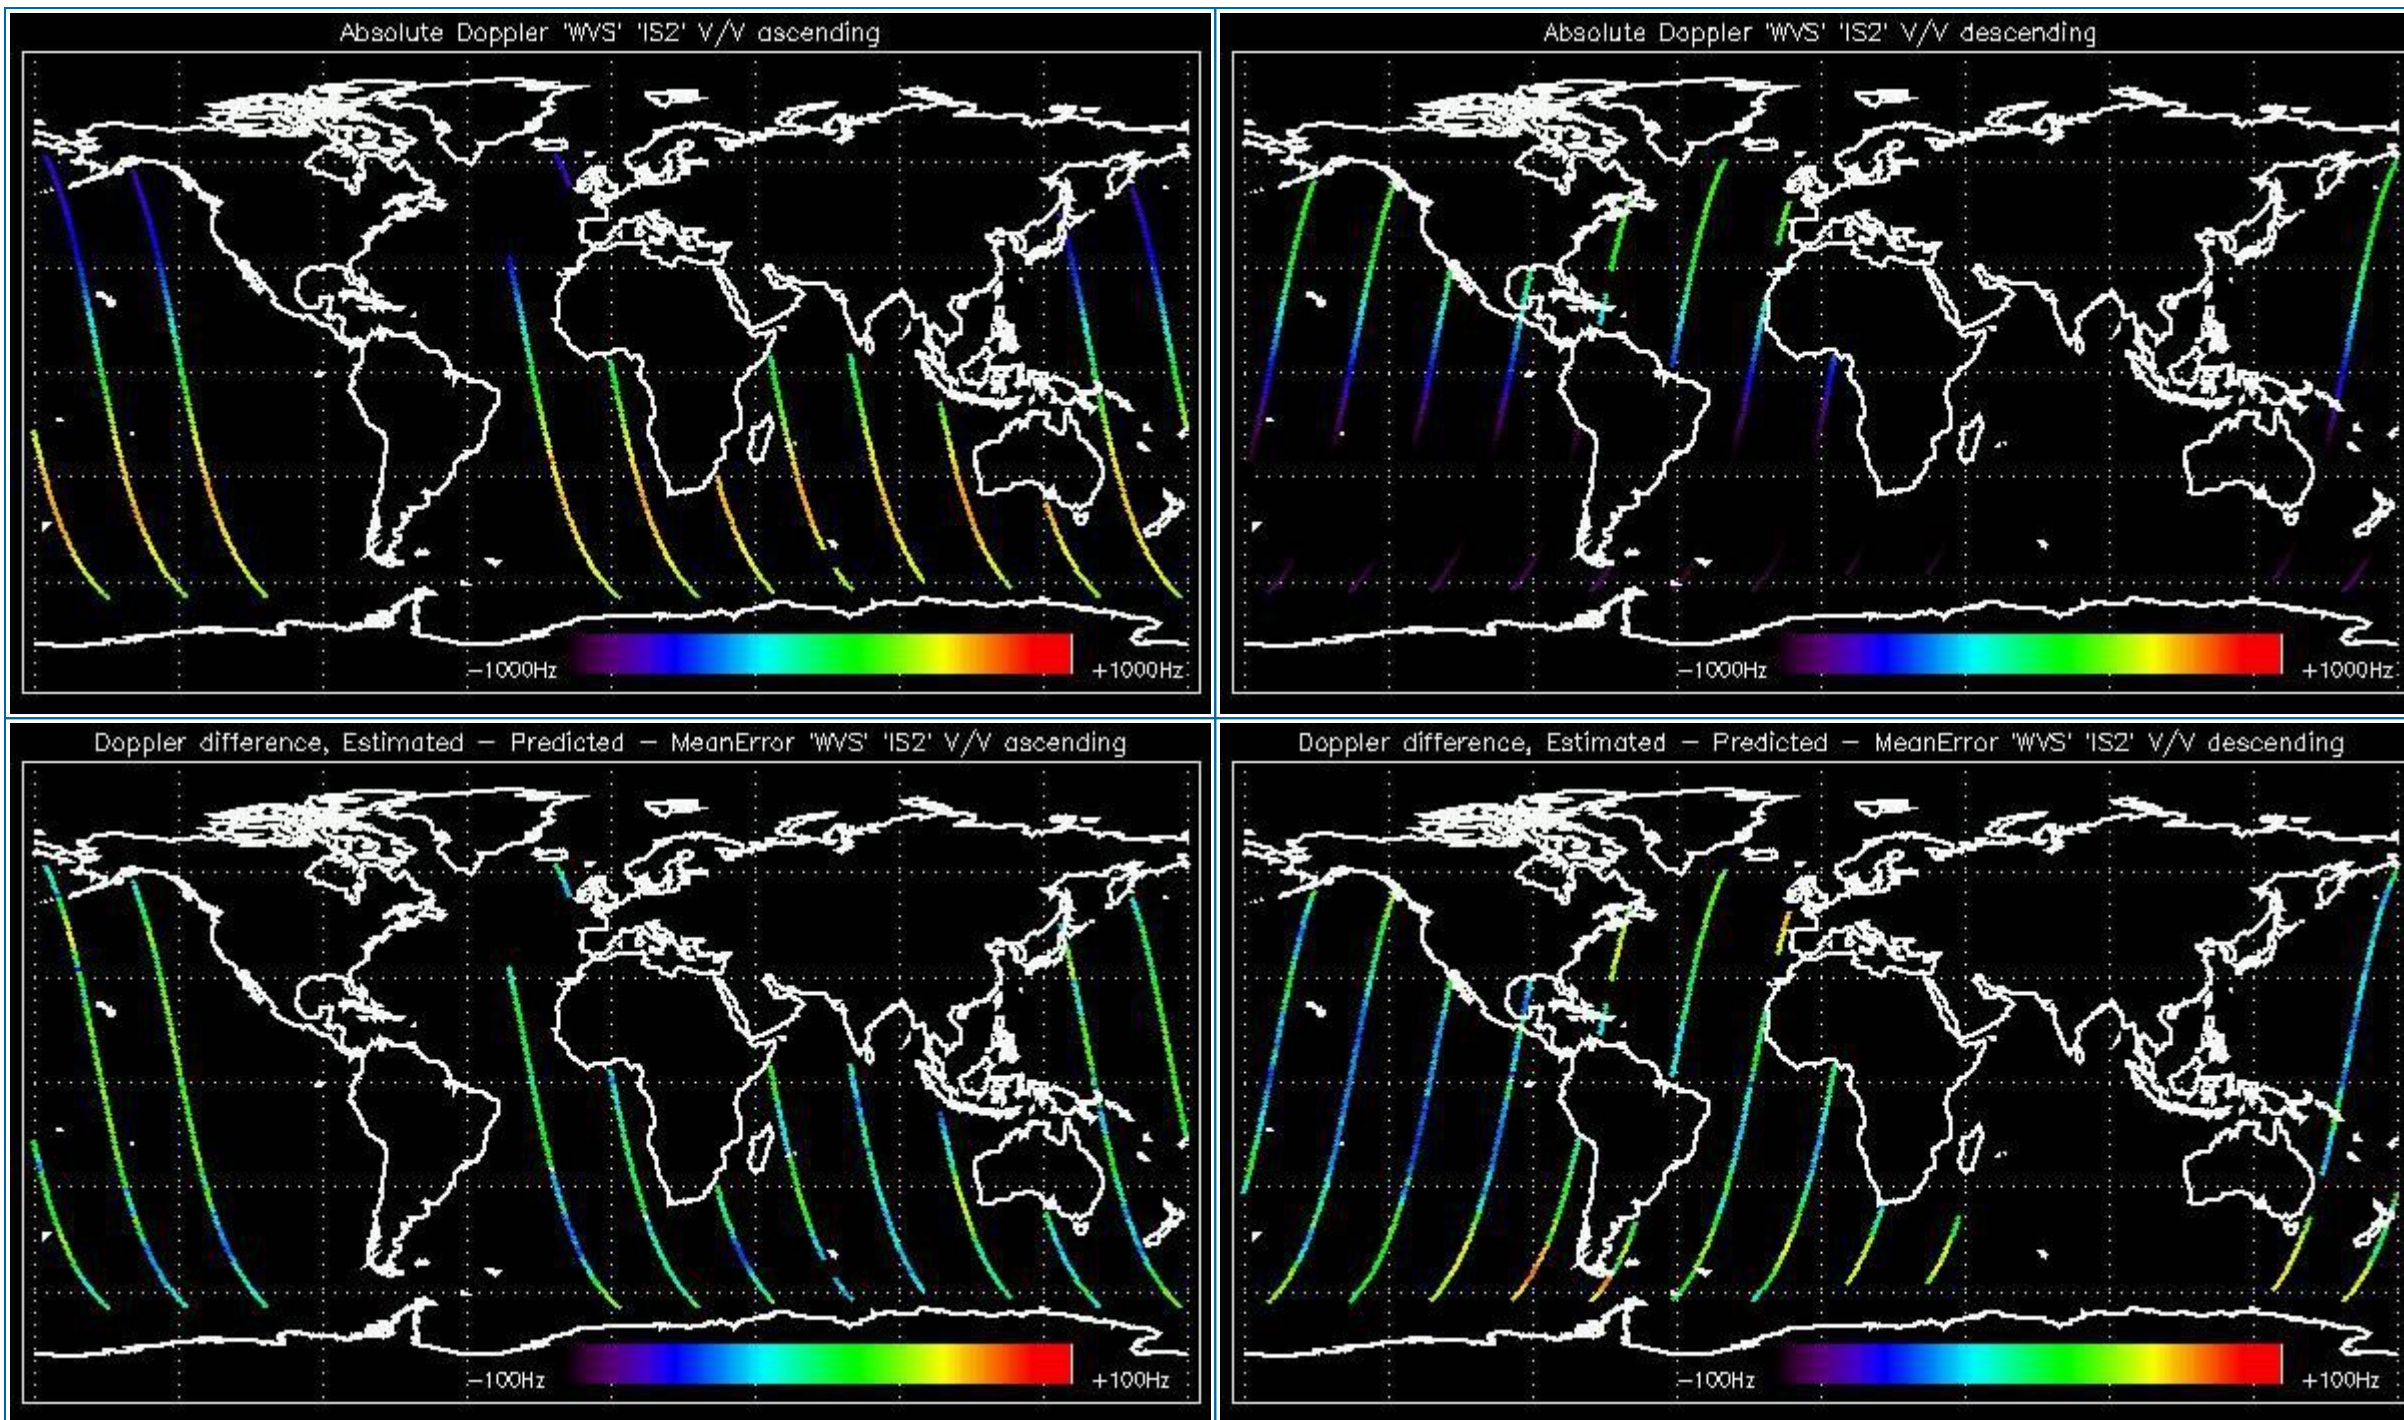 Absolute Doppler 'WVS' 'IS2' V/V ascending
-1000Hz
+1000Hz
Absolute Doppler 'WVS' 'IS2' V/V descending
-1000Hz
+1000Hz
Doppler difference, Estimated - Predicted - MeanError 'WVS' 'IS2' V/V ascending
-100Hz
+100Hz
Doppler difference, Estimated - Predicted - MeanError 'WVS' 'IS2' V/V descending
-100Hz
+100Hz